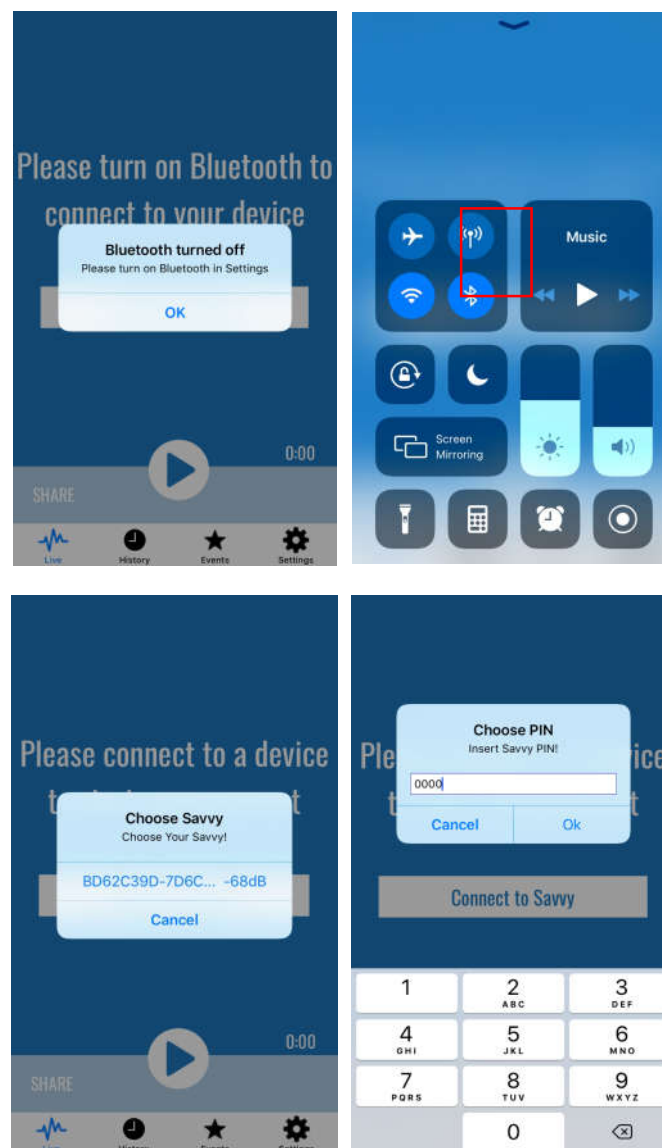 Please turn on Bluetooth to
connect to your device
Bluetooth turned off
Please turn on Bluetooth in Settings
OK
0:00
SHARE
Live
History
Events
Settings
Music
Screen
Mirroring
Please connect to a device
Choose Savvy
Choose Your Savvy!
BD62C39D-7D6C... -68dB
Cancel
0:00
SHARE
Choose PIN
Insert Savvy PIN!
0000
Cancel
Ok
Connect to Savvy
1
2
ABC
3
DEF
4
GHI
5
JKL
6
MNO
7
PQRS
8
TUV
9
WXYZ
0